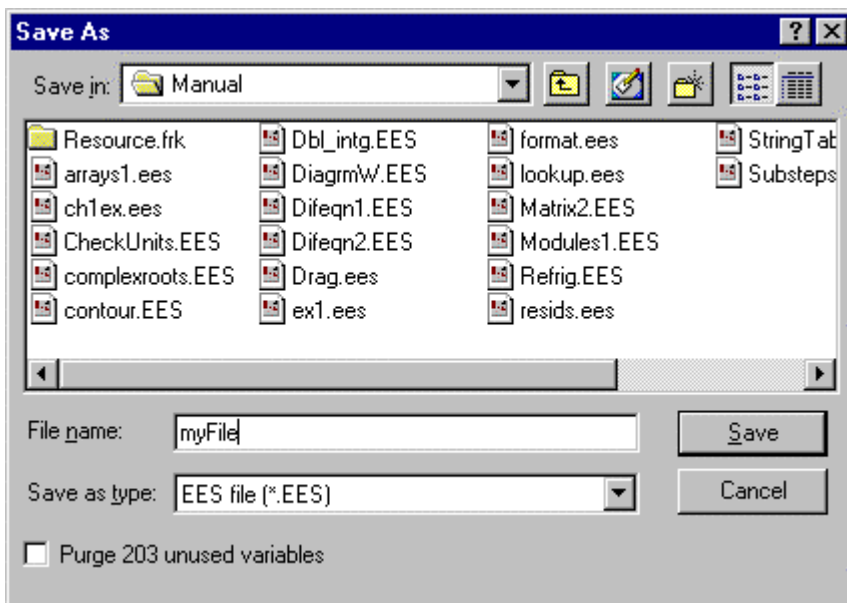 Save As
Save in: Manual
Resource.frk Dbl_intg.EES format.ees StringTab
arrays1.ees DiagrmW.EES lookup.ees Substeps
ch1ex.ees Difeqn1.EES Matrix2.EES
CheckUnits.EES Difeqn2.EES Modules1.EES
complexroots.EES Drag.ees Refrig.EES
contour.EES ex1.ees resids.ees
File name: myFile Save
Save as type: EES file (*.EES) Cancel
Purge 203 unused variables